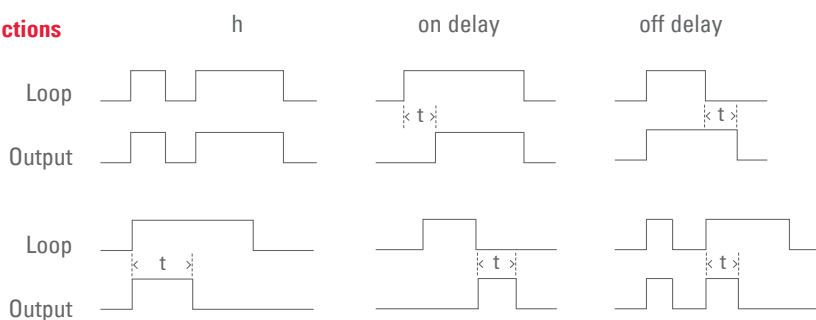 ctions h on delay off delay
Loop
t t
Output
Loop
t t t
Output